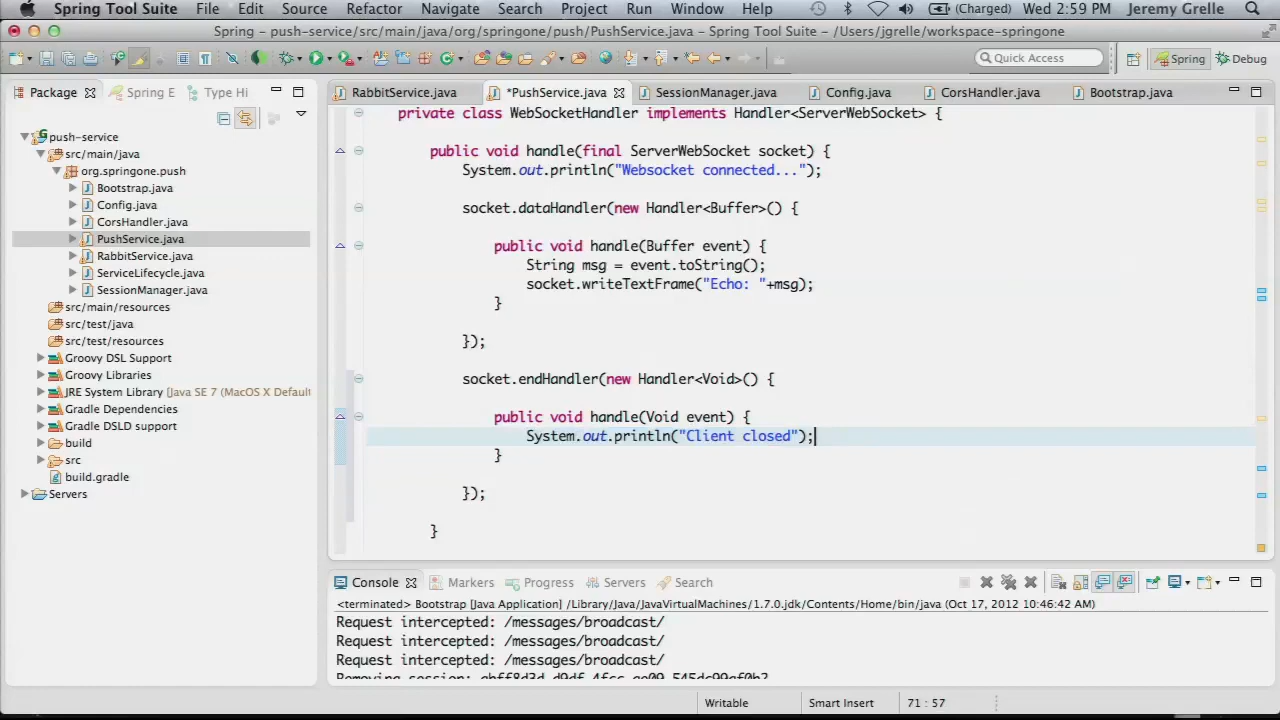 Spring Tool Suite File Edit Source Refactor Navigate Search Project Run Window Help (Charged) Wed 2:59 PM Jeremy Grelle
Spring - push-service/src/main/java/org/springone/push/PushService.java - Spring Tool Suite - /Users/jgrelle/workspace-springone
Quick Access Spring Debug
Package Spring E Type Hi
RabbitService.java *PushService.java SessionManager.java Config.java CorsHandler.java Bootstrap.java
push-service
src/main/java
org.springone.push
Bootstrap.java
Config.java
CorsHandler.java
PushService.java
RabbitService.java
ServiceLifecycle.java
SessionManager.java
src/main/resources
src/test/java
src/test/resources
Groovy DSL Support
Groovy Libraries
JRE System Library [Java SE 7 (MacOS X Default
Gradle Dependencies
Gradle DSLD support
build
src
build.gradle
Servers
private class WebSocketHandler implements Handler<ServerWebSocket> {
public void handle(final ServerWebSocket socket) {
System.out.println("Websocket connected...");
socket.dataHandler(new Handler<Buffer>() {
public void handle(Buffer event) {
String msg = event.toString();
socket.writeTextFrame("Echo: "+msg);
}
});
socket.endHandler(new Handler<Void>() {
public void handle(Void event) {
System.out.println("Client closed");
}
});
}
Console Markers Progress Servers Search
<terminated> Bootstrap [Java Application] /Library/Java/JavaVirtualMachines/1.7.0.jdk/Contents/Home/bin/java (Oct 17, 2012 10:46:42 AM)
Request intercepted: /messages/broadcast/
Request intercepted: /messages/broadcast/
Request intercepted: /messages/broadcast/
Removing session:
Writable Smart Insert 71 : 57